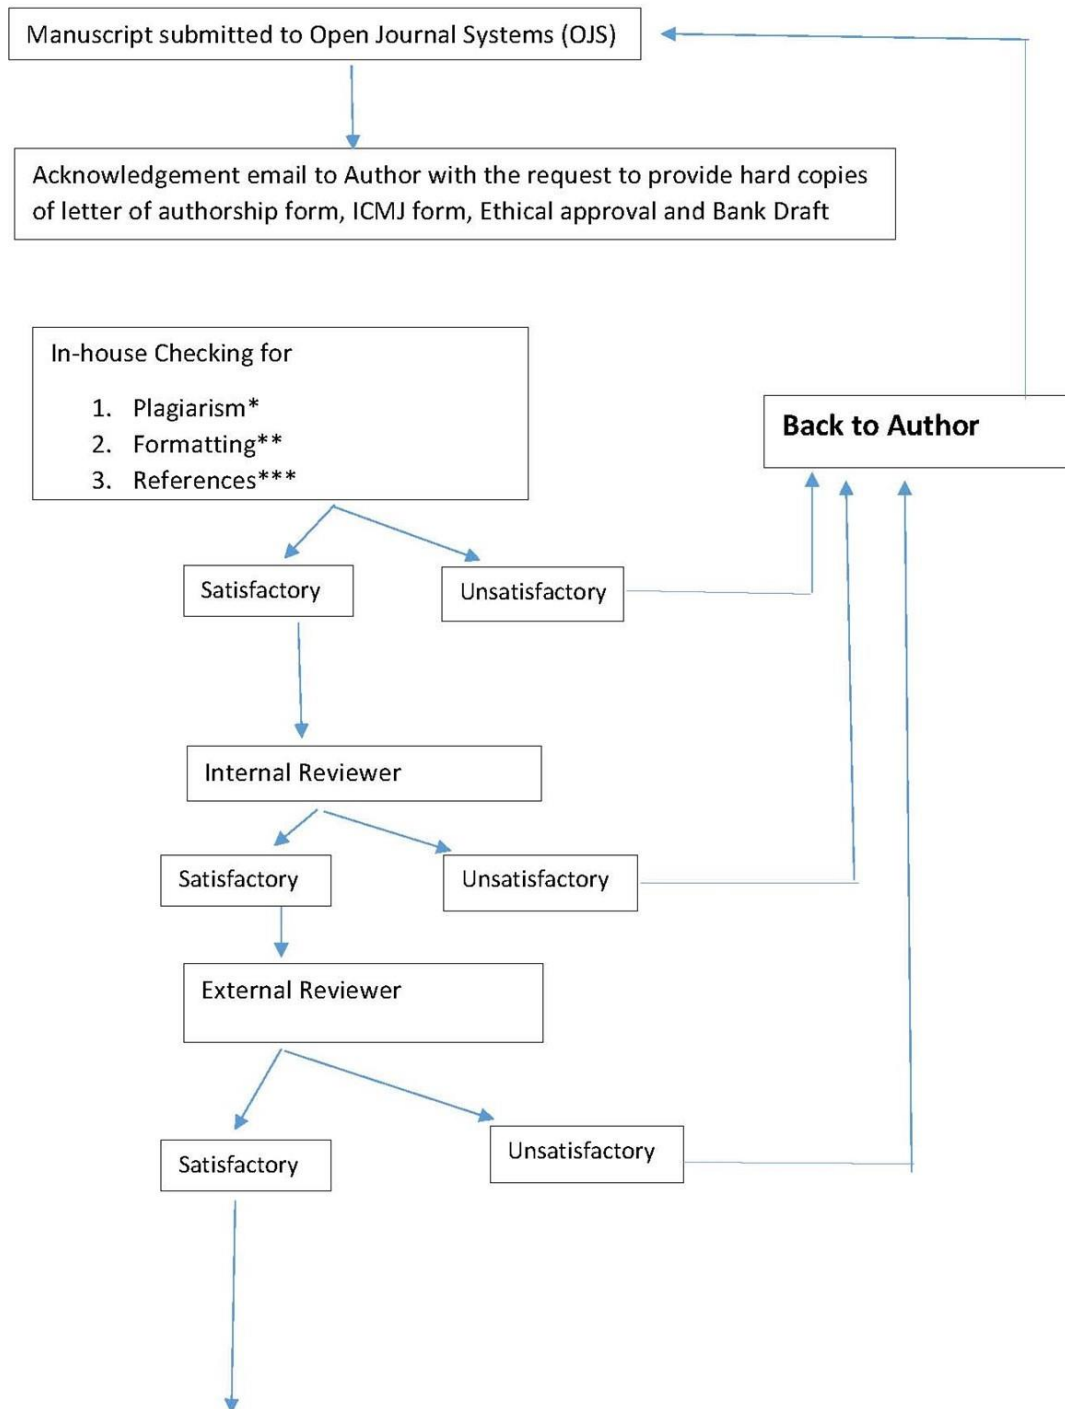 Manuscript submitted to Open Journal Systems (OJS)
Acknowledgement email to Author with the request to provide hard copies
of letter of authorship form, ICMJ form, Ethical approval and Bank Draft
In-house Checking for
1. Plagiarism*
2. Formatting**
3. References***
Back to Author
Satisfactory
Unsatisfactory
Internal Reviewer
Satisfactory
Unsatisfactory
External Reviewer
Satisfactory
Unsatisfactory